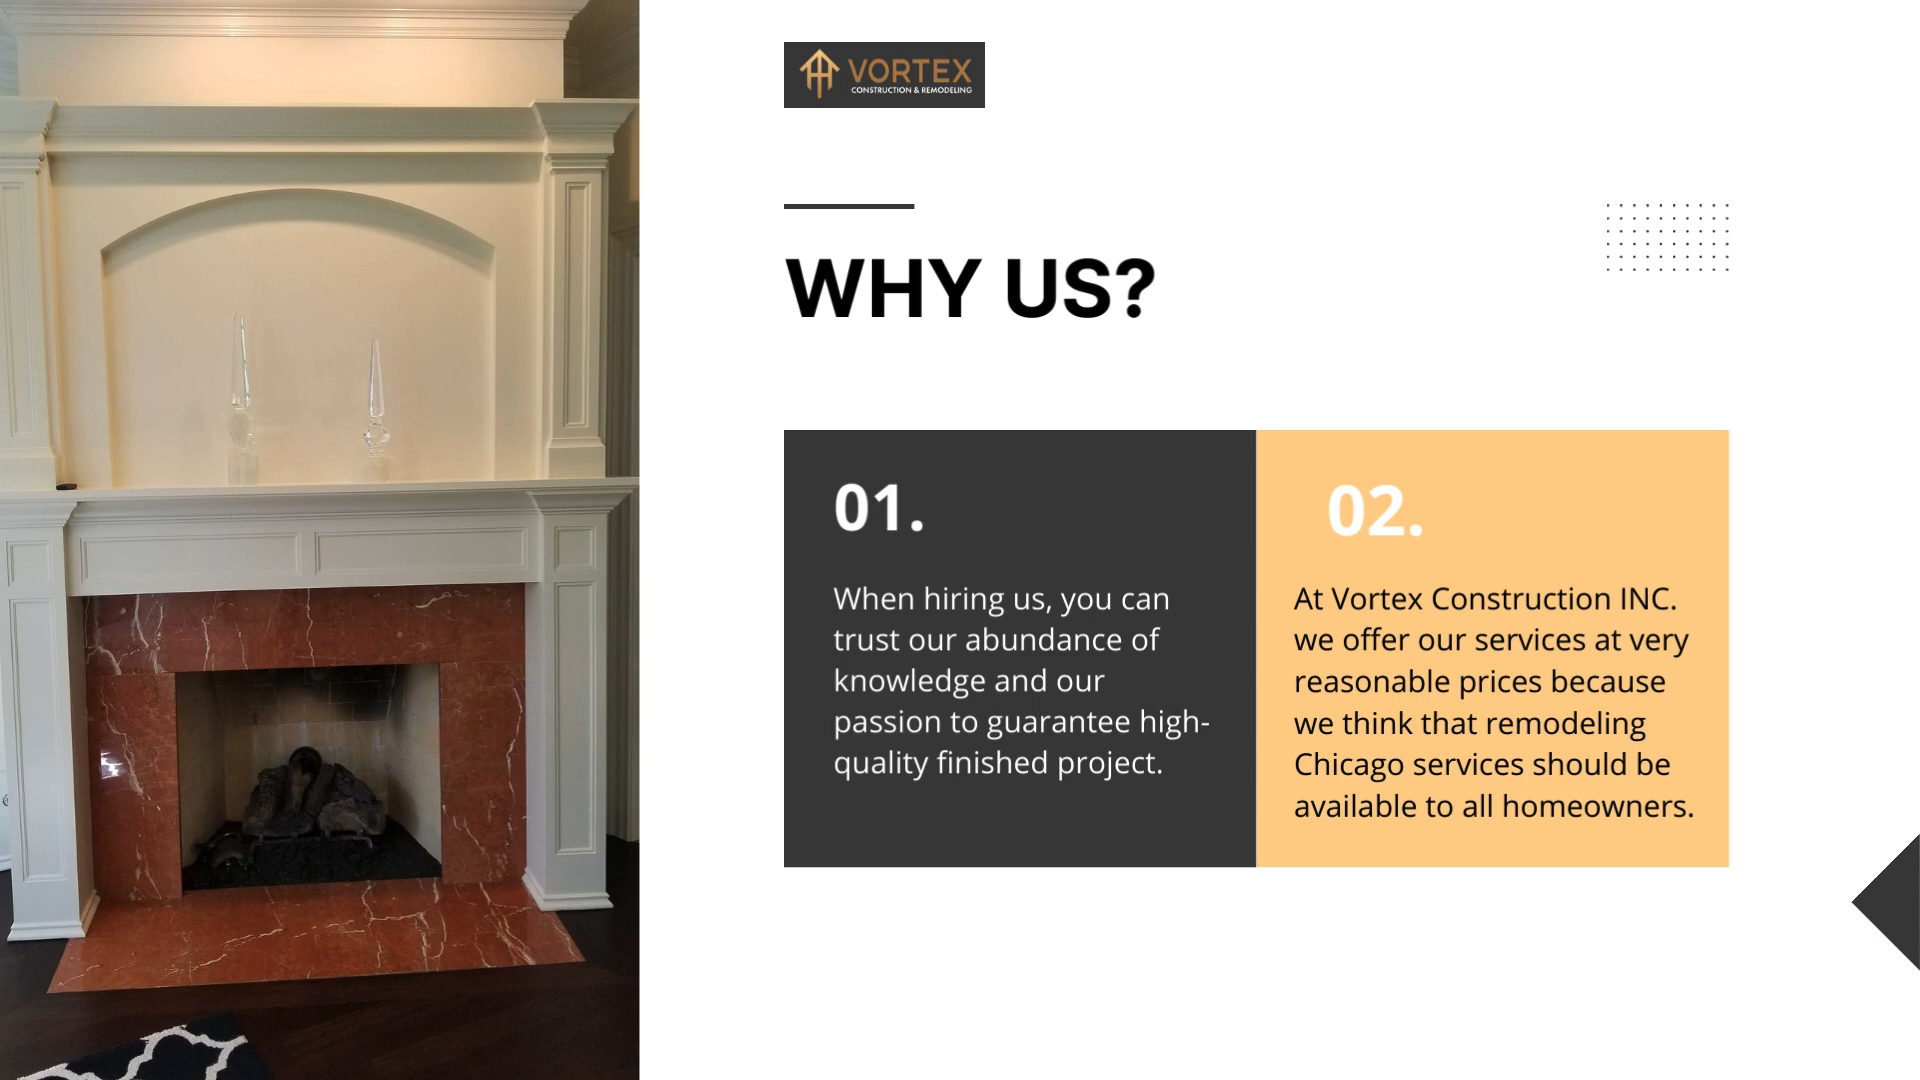 VORTEX
CONSTRUCTION & REMODELING
WHY US?
01.
When hiring us, you can
trust our abundance of
knowledge and our
passion to guarantee high-
quality finished project.
02.
At Vortex Construction INC.
we offer our services at very
reasonable prices because
we think that remodeling
Chicago services should be
available to all homeowners.